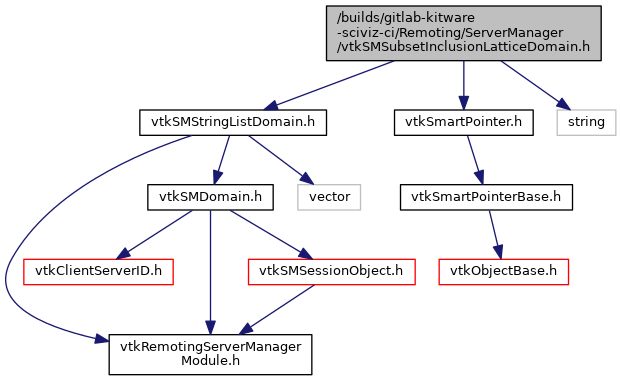 /builds/gitlab-kitware
-sciviz-ci/Remoting/ServerManager
/vtkSMSubsetInclusionLatticeDomain.h
vtkSMStringListDomain.h
vtkSmartPointer.h
string
vtkSMDomain.h
vector
vtkSmartPointerBase.h
vtkClientServerID.h
vtkSMSessionObject.h
vtkObjectBase.h
vtkRemotingServerManager
Module.h